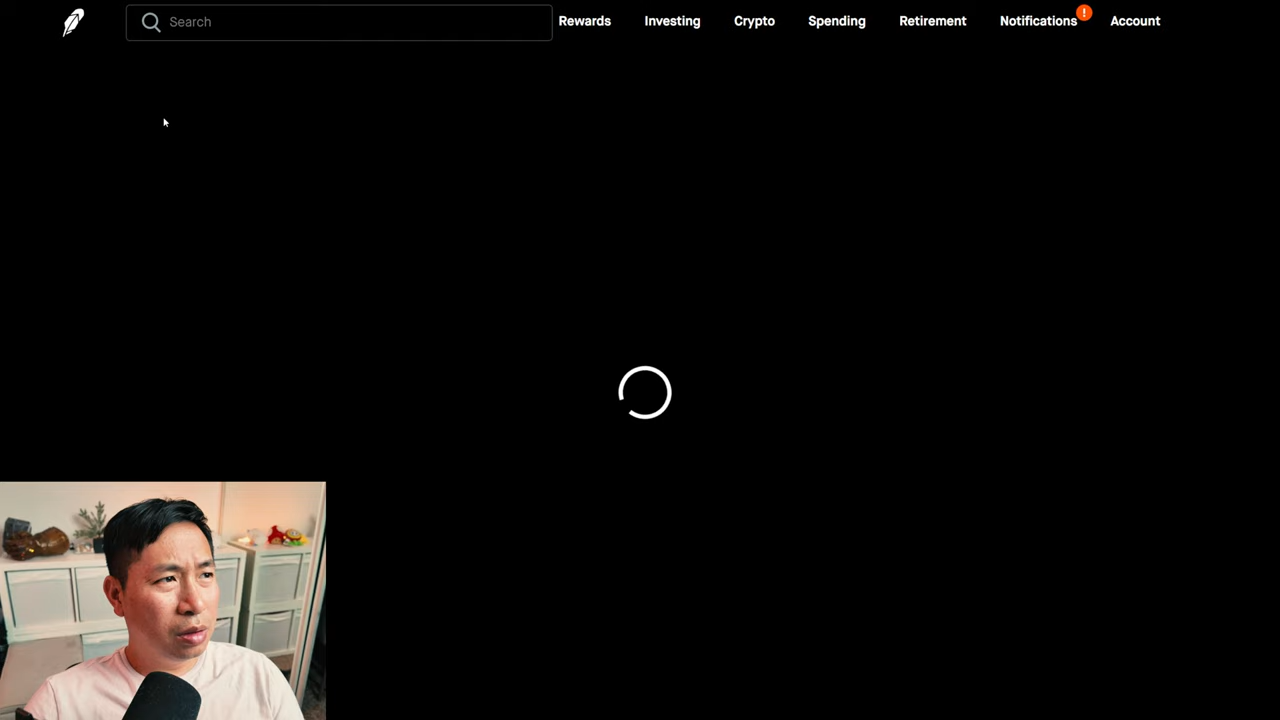 Search
Rewards
Investing
Crypto
Spending
Retirement
Notifications
!
Account